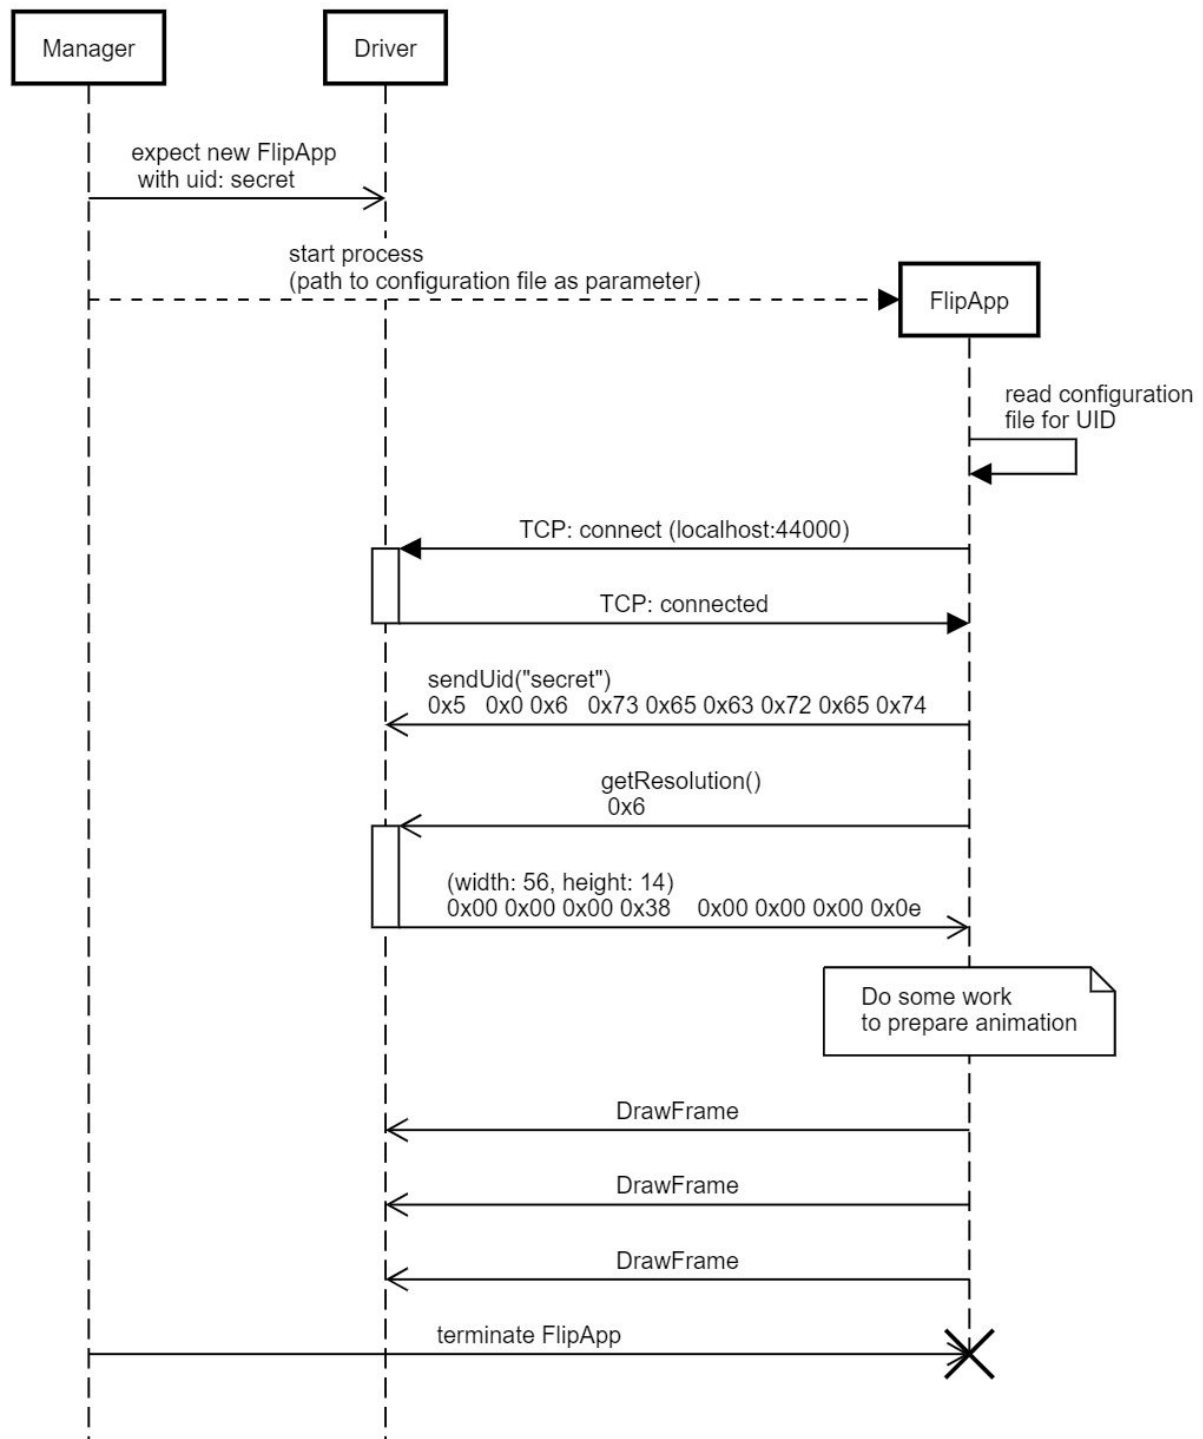 Manager
Driver
expect new FlipApp
with uid: secret
start process
(path to configuration file as parameter)
FlipApp
read configuration
file for UID
TCP: connect (localhost:44000)
TCP: connected
sendUid("secret")
0x5 0x0 0x6 0x73 0x65 0x63 0x72 0x65 0x74
getResolution()
0x6
(width: 56, height: 14)
0x00 0x00 0x00 0x38 0x00 0x00 0x00 0x0e
Do some work
to prepare animation
DrawFrame
DrawFrame
DrawFrame
terminate FlipApp